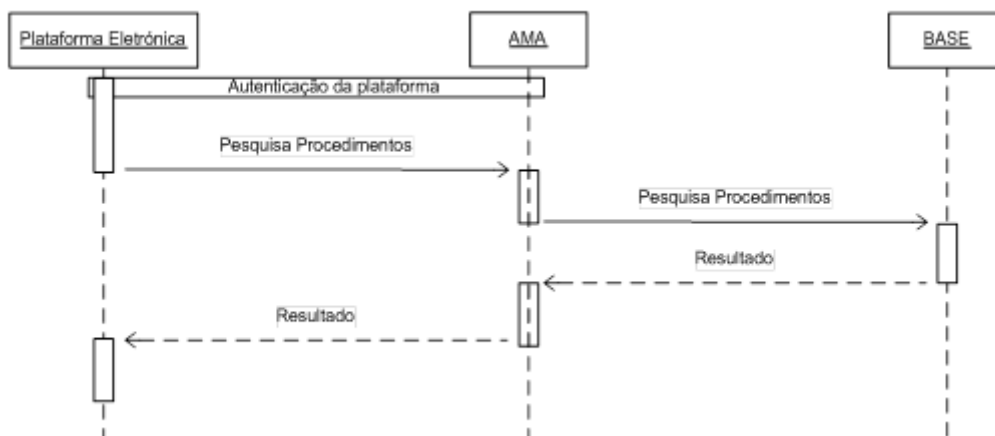 Plataforma Eletrónica
AMA
BASE
Autenticação da plataforma
Pesquisa Procedimentos
Pesquisa Procedimentos
Resultado
Resultado